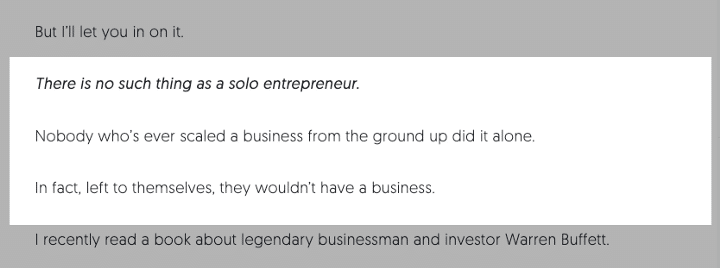 But I'll let you in on it.
There is no such thing as a solo entrepreneur.
Nobody who's ever scaled a business from the ground up did it alone.
In fact, left to themselves, they wouldn't have a business.
I recently read a book about legendary businessman and investor Warren Buffett.